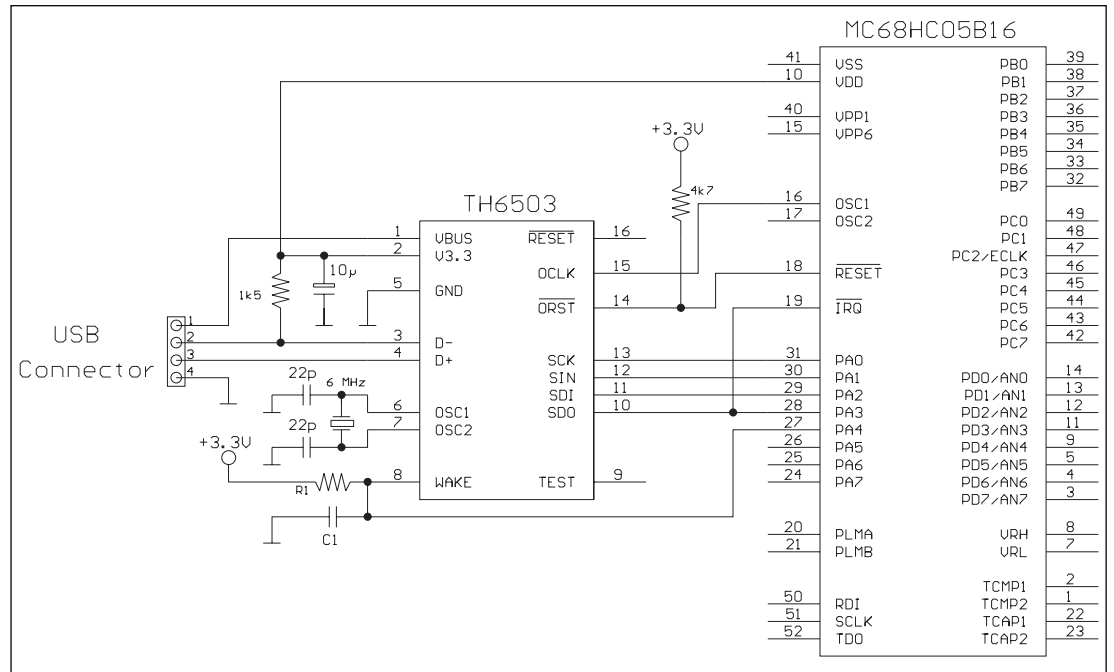 MC68HC05B16
41 VSS
10 VDD
40 VPP1
15 VPP6
16 OSC1
17 OSC2
18 RESET
19 IRQ
31 PA0
30 PA1
29 PA2
28 PA3
27 PA4
26 PA5
25 PA6
24 PA7
20 PLMA
21 PLMB
50 RDI
51 SCLK
52 TDO
PB0 39
PB1 38
PB2 37
PB3 36
PB4 35
PB5 34
PB6 33
PB7 32
PC0 49
PC1 48
PC2/ECLK 47
PC3 46
PC4 45
PC5 44
PC6 43
PC7 42
PD0/AN0 14
PD1/AN1 13
PD2/AN2 12
PD3/AN3 11
PD4/AN4 9
PD5/AN5 5
PD6/AN6 4
PD7/AN7 3
VRH 8
VRL 7
TCMP1 2
TCMP2 1
TCAP1 22
TCAP2 23
+3.3V
4k7
TH6503
1 VBUS
2 V3.3
5 GND
3 D-
4 D+
6 OSC1
7 OSC2
8 WAKE
RESET 16
OCLK 15
ORST 14
SCK 13
SIN 12
SDI 11
SDO 10
TEST 9
10µ
1k5
USB
Connector
1
2
3
4
22p
6 MHz
22p
+3.3V
R1
C1